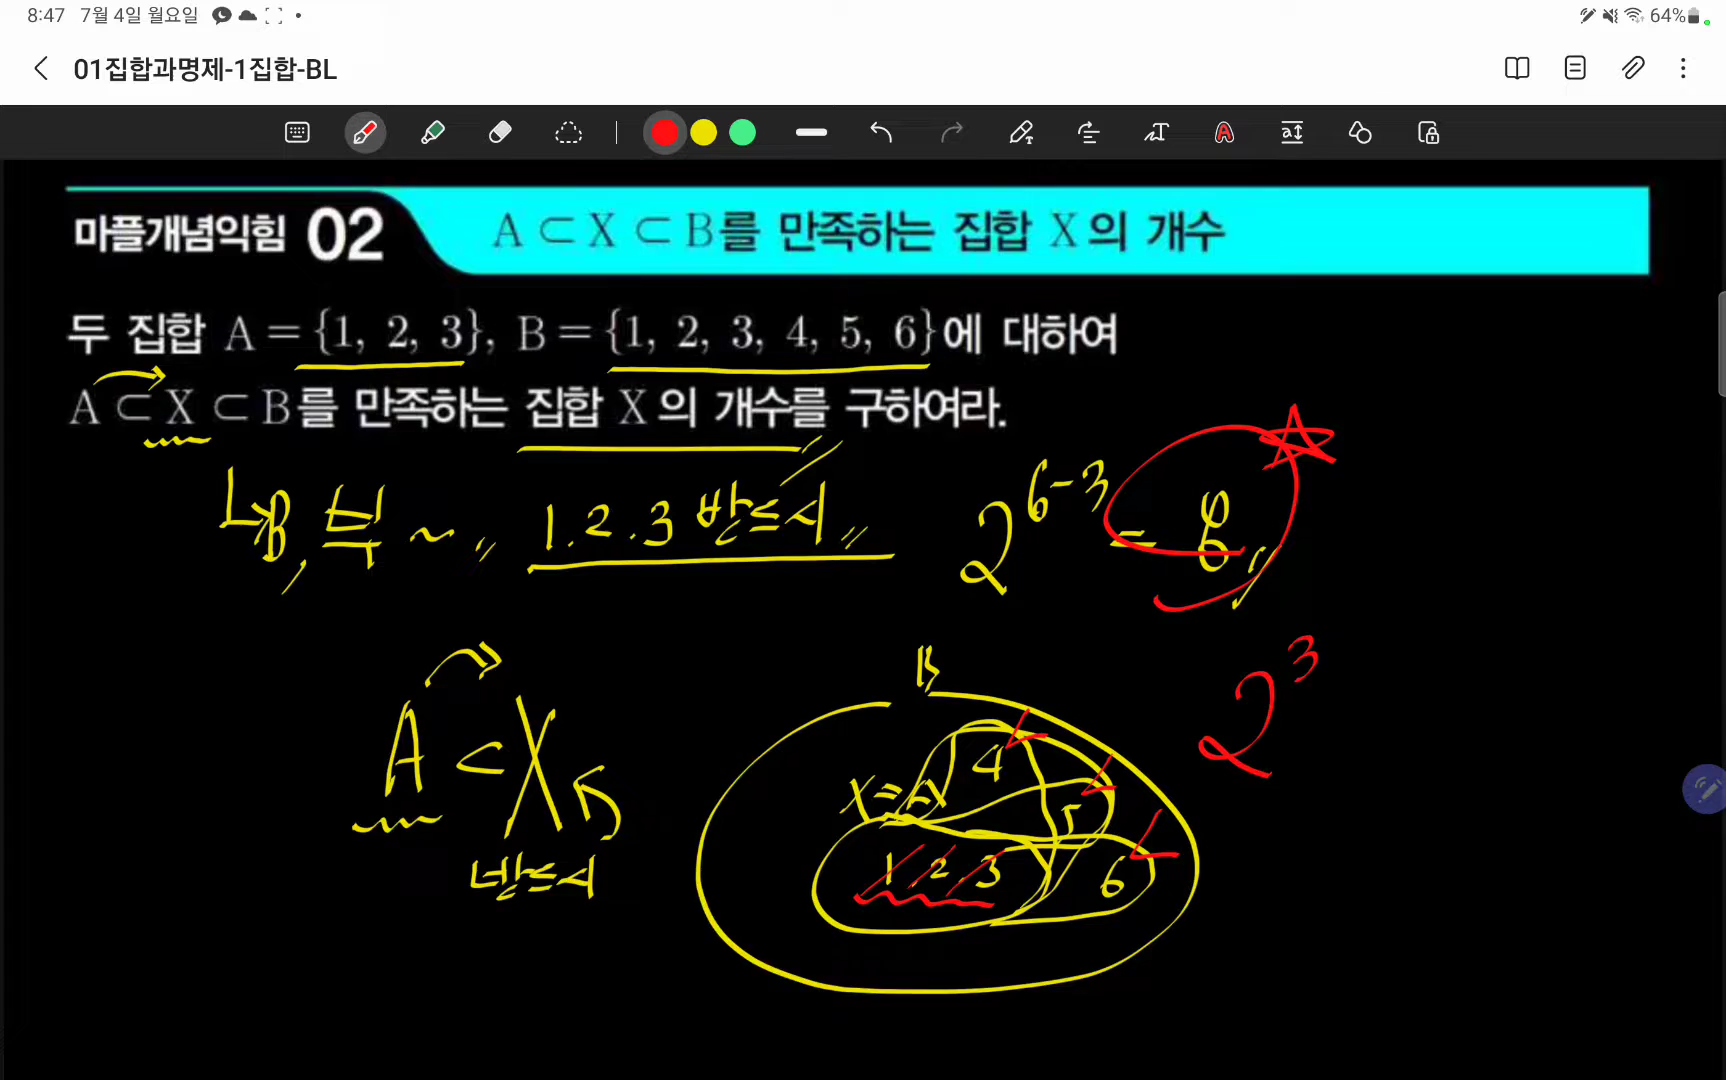 8:47 7월 4일 월요일
64%
01집합과명제-1집합-BL
마플개념익힘 02 A ⊂ X ⊂ B를 만족하는 집합 X의 개수
두 집합 A = {1, 2, 3}, B = {1, 2, 3, 4, 5, 6}에 대하여
A ⊂ X ⊂ B를 만족하는 집합 X의 개수를 구하여라.
B, 부 ~ 〃 1. 2. 3 반드시 〃
2^{6-3} = 8
2^3
A ⊂ X
반드시
B
X = A
4
5
1, 2, 3
6